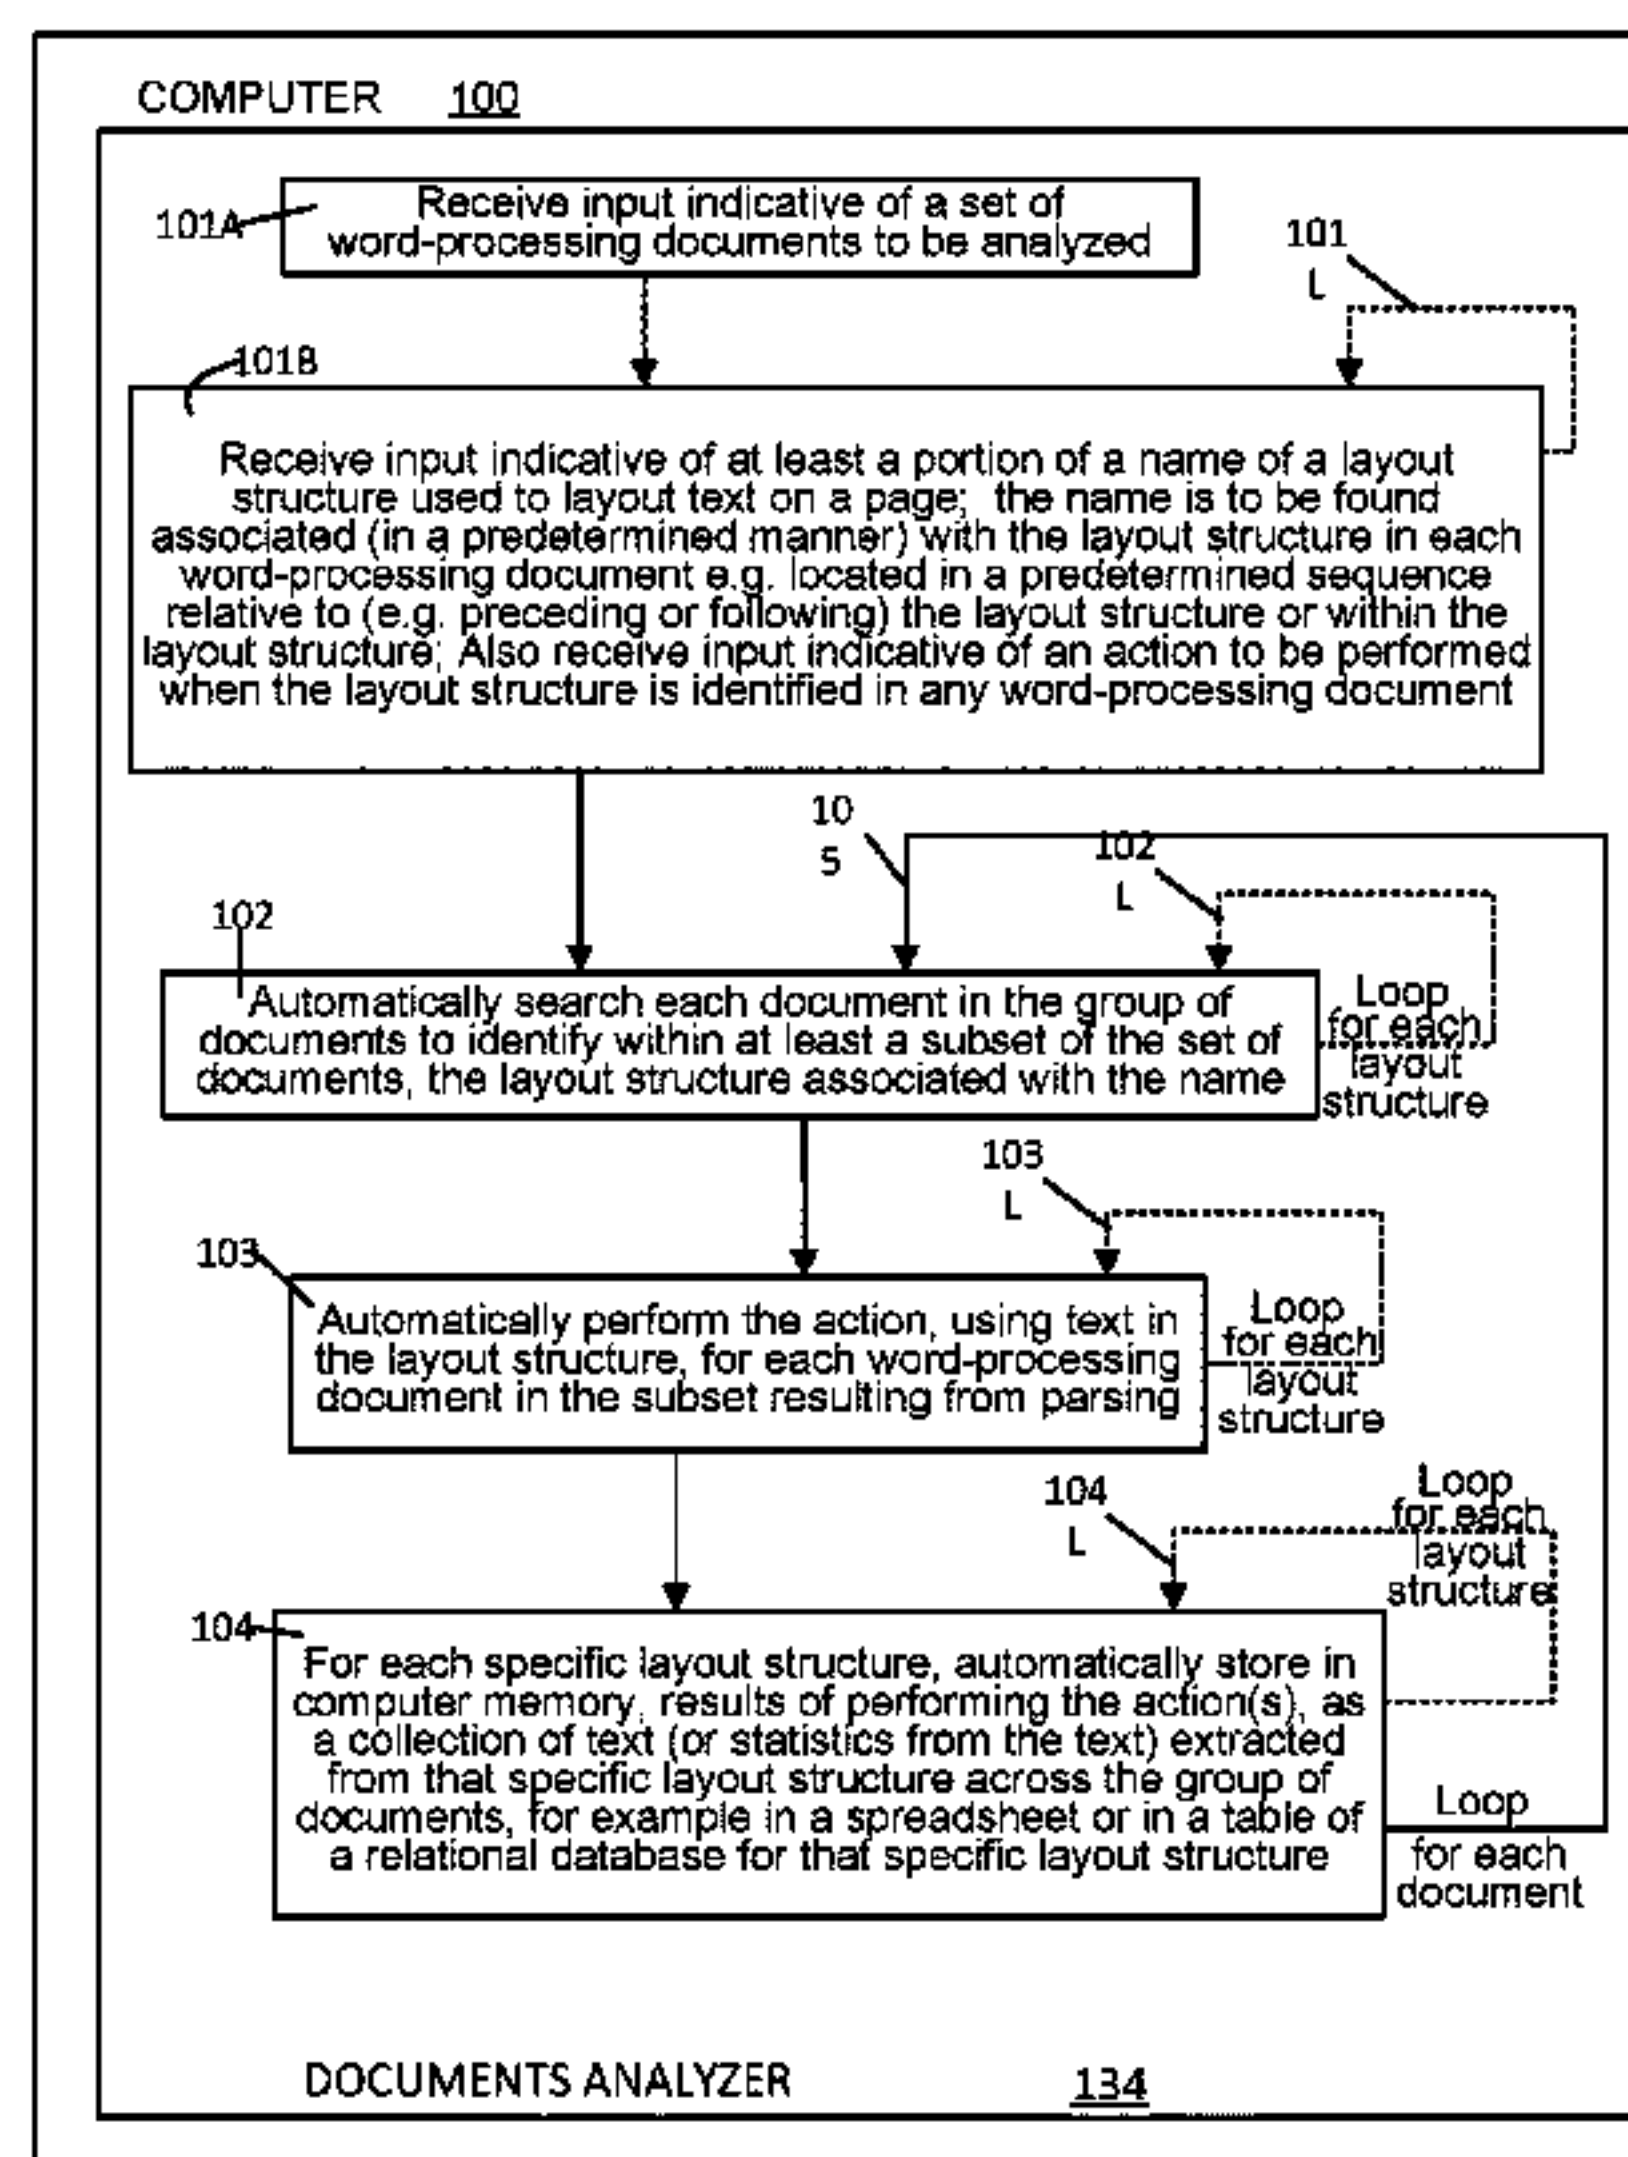 COMPUTER 100
Receive input indicative of a set of
word-processing documents to be analyzed
101A
101
L
101B
Receive input indicative of at least a portion of a name of a layout
structure used to layout text on a page; the name is to be found
associated (in a predetermined manner) with the layout structure in each
word-processing document e.g. located in a predetermined sequence
relative to (e.g. preceding or following) the layout structure or within the
layout structure; Also receive input indicative of an action to be performed
when the layout structure is identified in any word-processing document
10
S
102
L
102
Automatically search each document in the group of
documents to identify within at least a subset of the set of
documents, the layout structure associated with the name
Loop
for each
layout
structure
103
L
103
Automatically perform the action, using text in
the layout structure, for each word-processing
document in the subset resulting from parsing
Loop
for each
layout
structure
104
L
Loop
for each
layout
structure
104
For each specific layout structure, automatically store in
computer memory, results of performing the action(s), as
a collection of text (or statistics from the text) extracted
from that specific layout structure across the group of
documents, for example in a spreadsheet or in a table of
a relational database for that specific layout structure
Loop
for each
document
DOCUMENTS ANALYZER 134